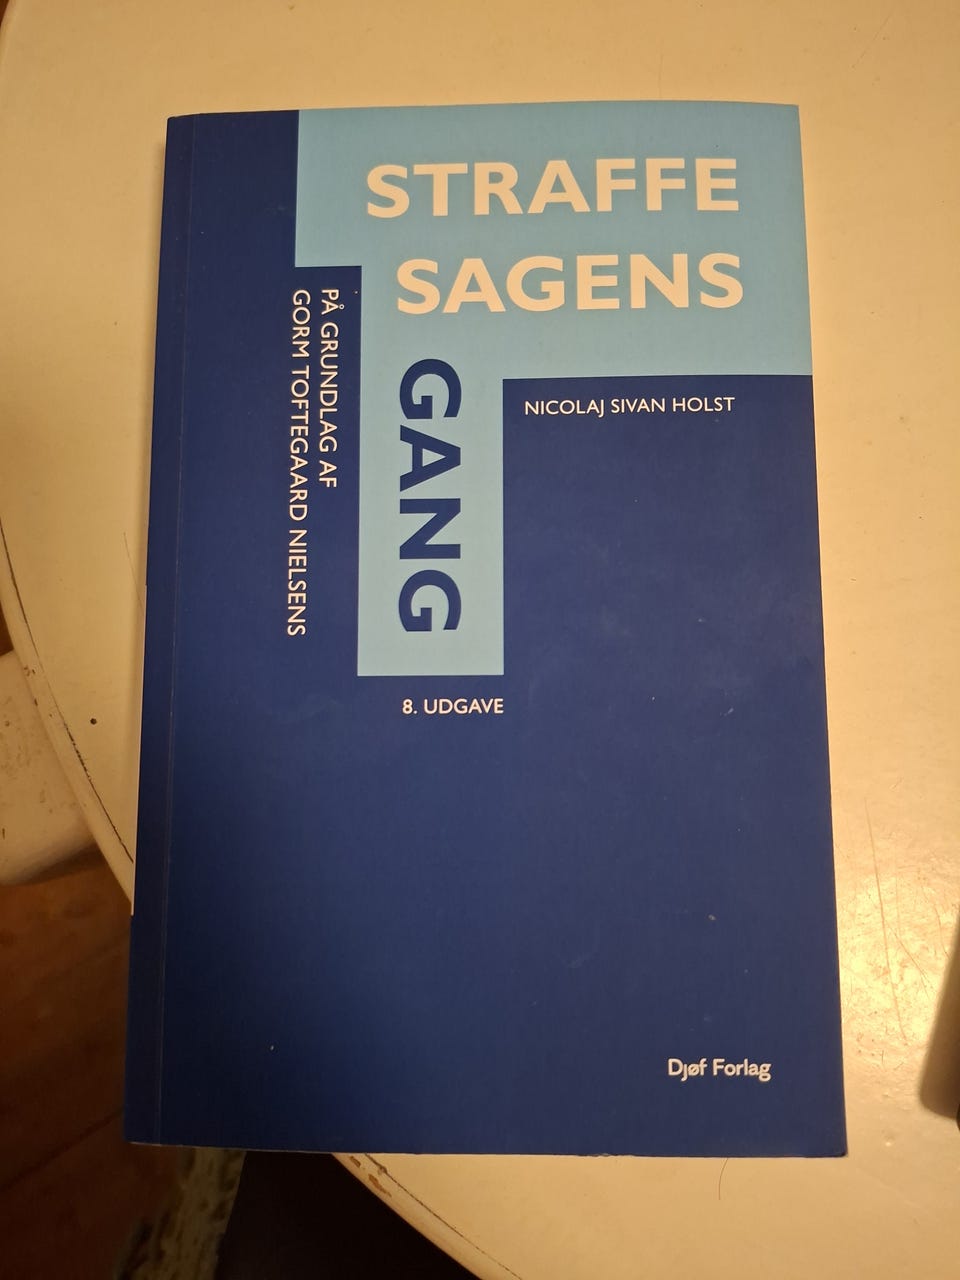 STRAFFE
SAGENS
GANG
NICOLAJ SIVAN HOLST
PÅ GRUNDLAG AF
GORM TOFTEGAARD NIELSENS
8. UDGAVE
Djøf Forlag